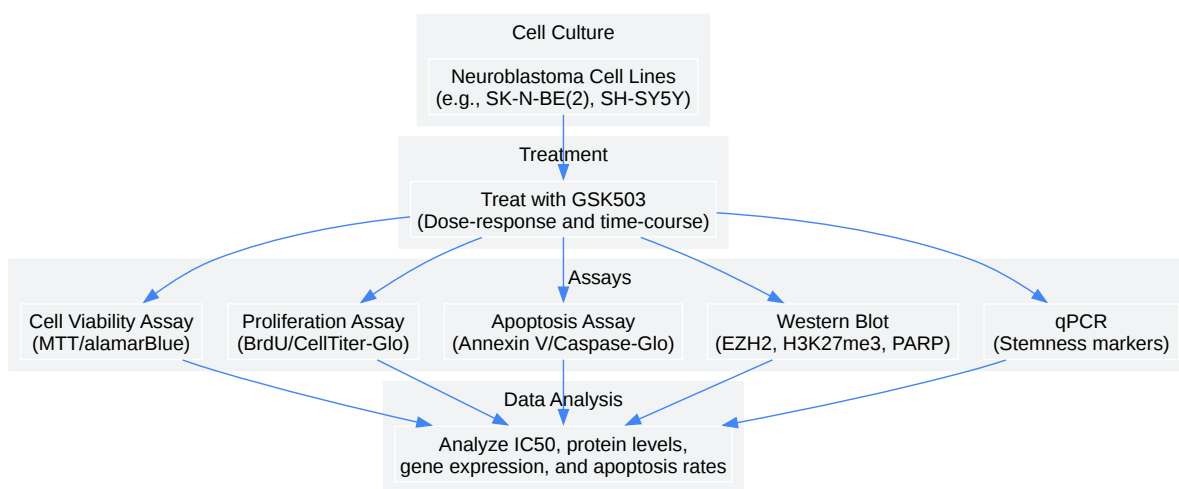 Cell Culture
Neuroblastoma Cell Lines
(e.g., SK-N-BE(2), SH-SY5Y)
Treatment
Treat with GSK503
(Dose-response and time-course)
Assays
Cell Viability Assay
(MTT/alamarBlue)
Proliferation Assay
(BrdU/CellTiter-Glo)
Apoptosis Assay
(Annexin V/Caspase-Glo)
Western Blot
(EZH2, H3K27me3, PARP)
qPCR
(Stemness markers)
Data Analysis
Analyze IC50, protein levels,
gene expression, and apoptosis rates